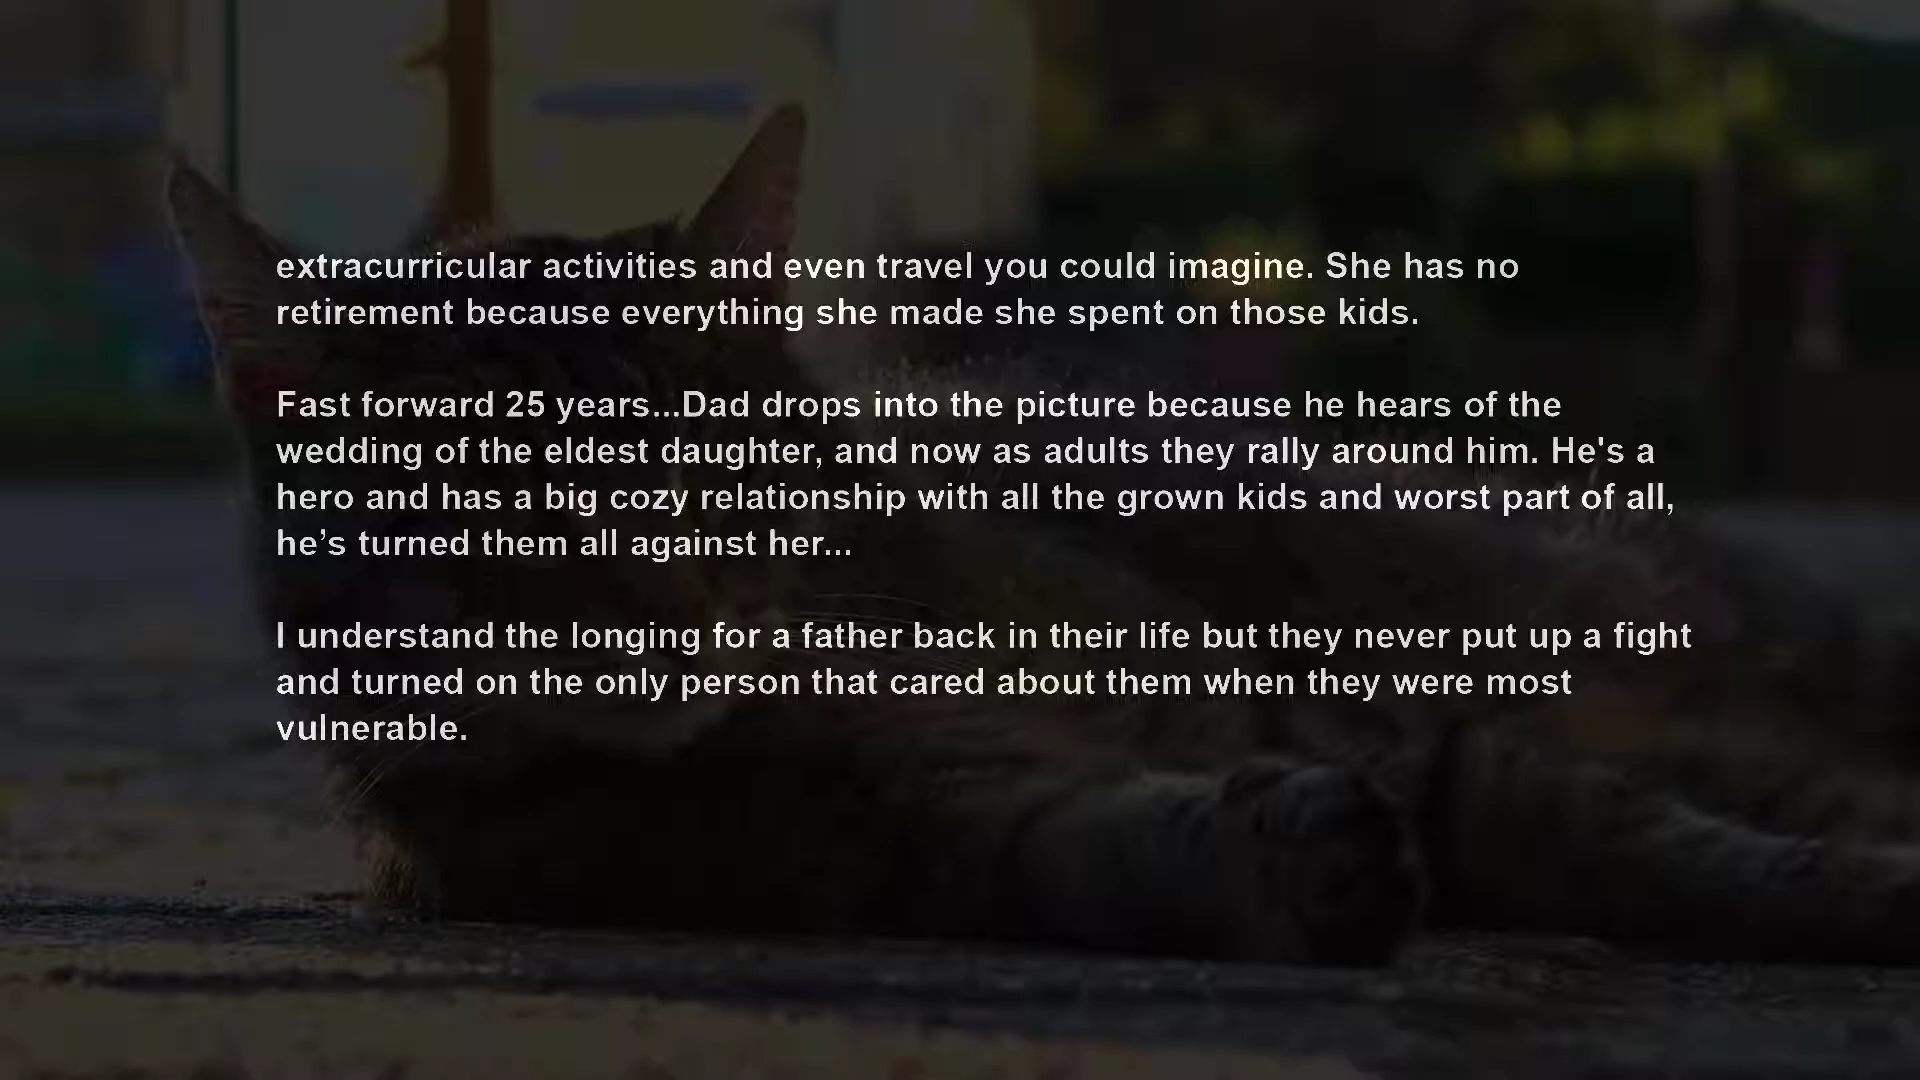 extracurricular activities and even travel you could imagine. She has no
retirement because everything she made she spent on those kids.
Fast forward 25 years...Dad drops into the picture because he hears of the
wedding of the eldest daughter, and now as adults they rally around him. He's a
hero and has a big cozy relationship with all the grown kids and worst part of all,
he’s turned them all against her...
I understand the longing for a father back in their life but they never put up a fight
and turned on the only person that cared about them when they were most
vulnerable.